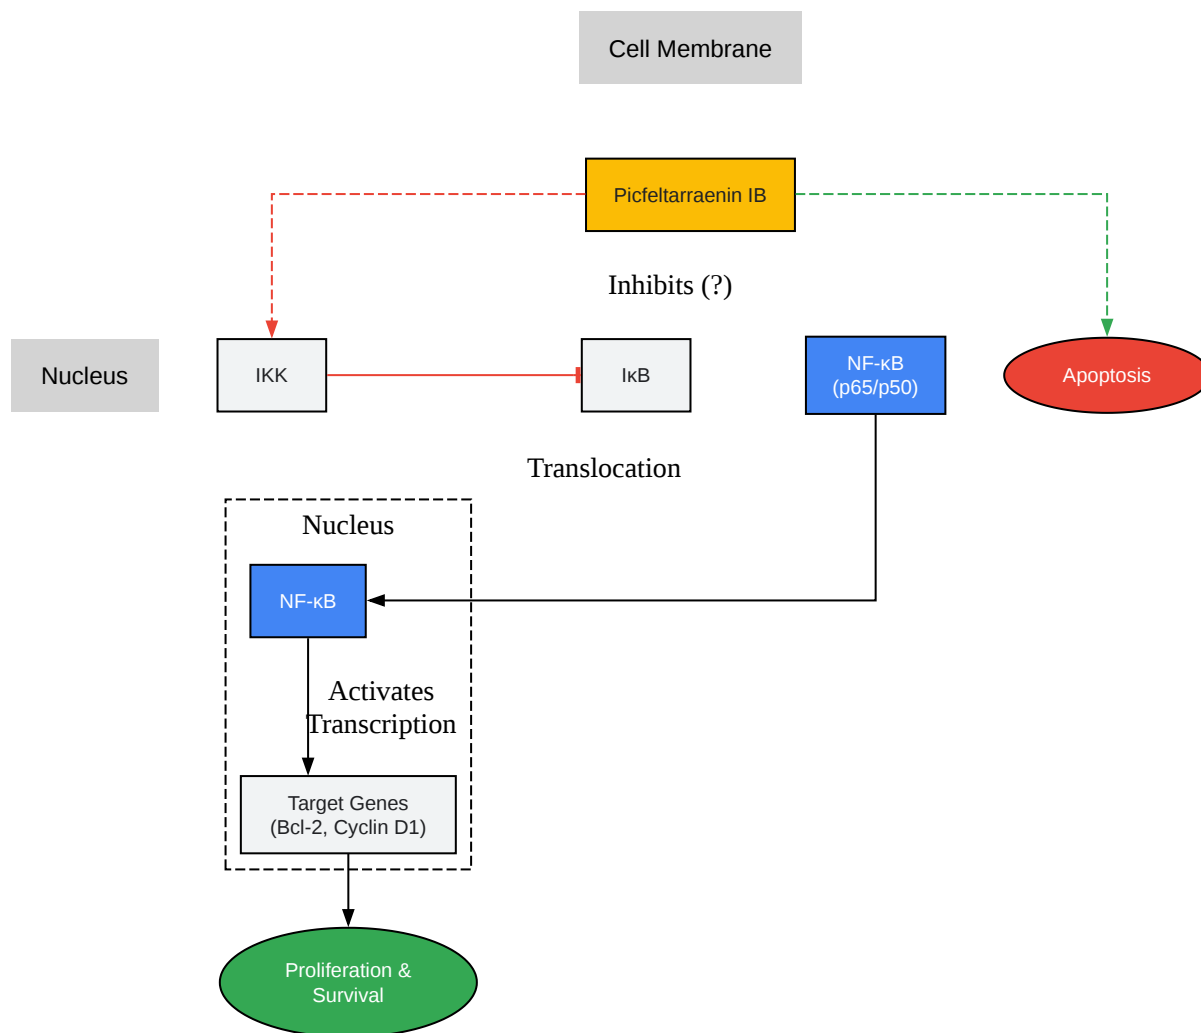 Cell Membrane
Picfeltarraenin IB
Inhibits (?)
Nucleus
IKK
IκB
NF-κB
(p65/p50)
Apoptosis
Translocation
Nucleus
NF-κB
Activates
Transcription
Target Genes
(Bcl-2, Cyclin D1)
Proliferation &
Survival